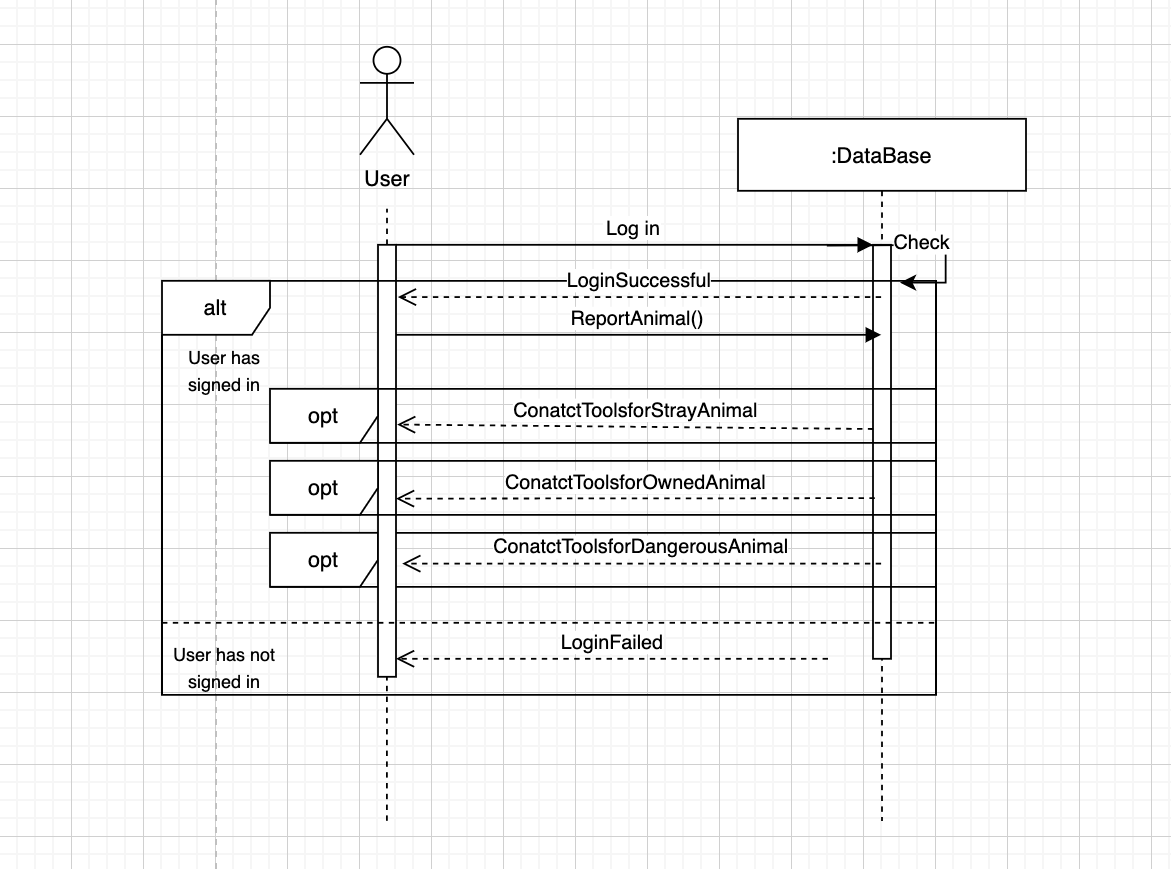 User
:DataBase
Log in
Check
LoginSuccessful
alt
ReportAnimal()
User has
signed in
opt
ConatctToolsforStrayAnimal
opt
ConatctToolsforOwnedAnimal
opt
ConatctToolsforDangerousAnimal
LoginFailed
User has not
signed in